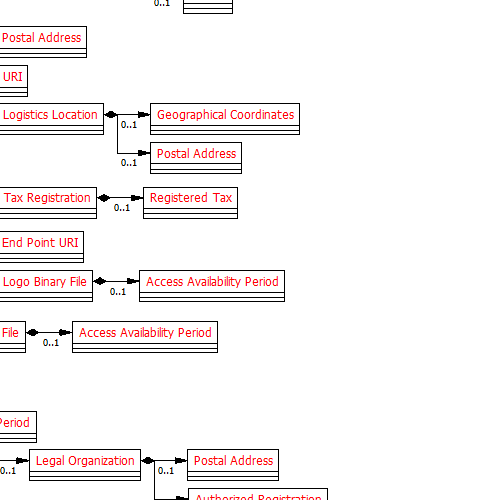 0..1
Postal Address
URI
Logistics Location
Geographical Coordinates
0..1
Postal Address
0..1
Tax Registration
Registered Tax
0..1
End Point URI
Logo Binary File
Access Availability Period
0..1
File
Access Availability Period
0..1
Period
Legal Organization
Postal Address
0..1
0..1
Authorized Registration